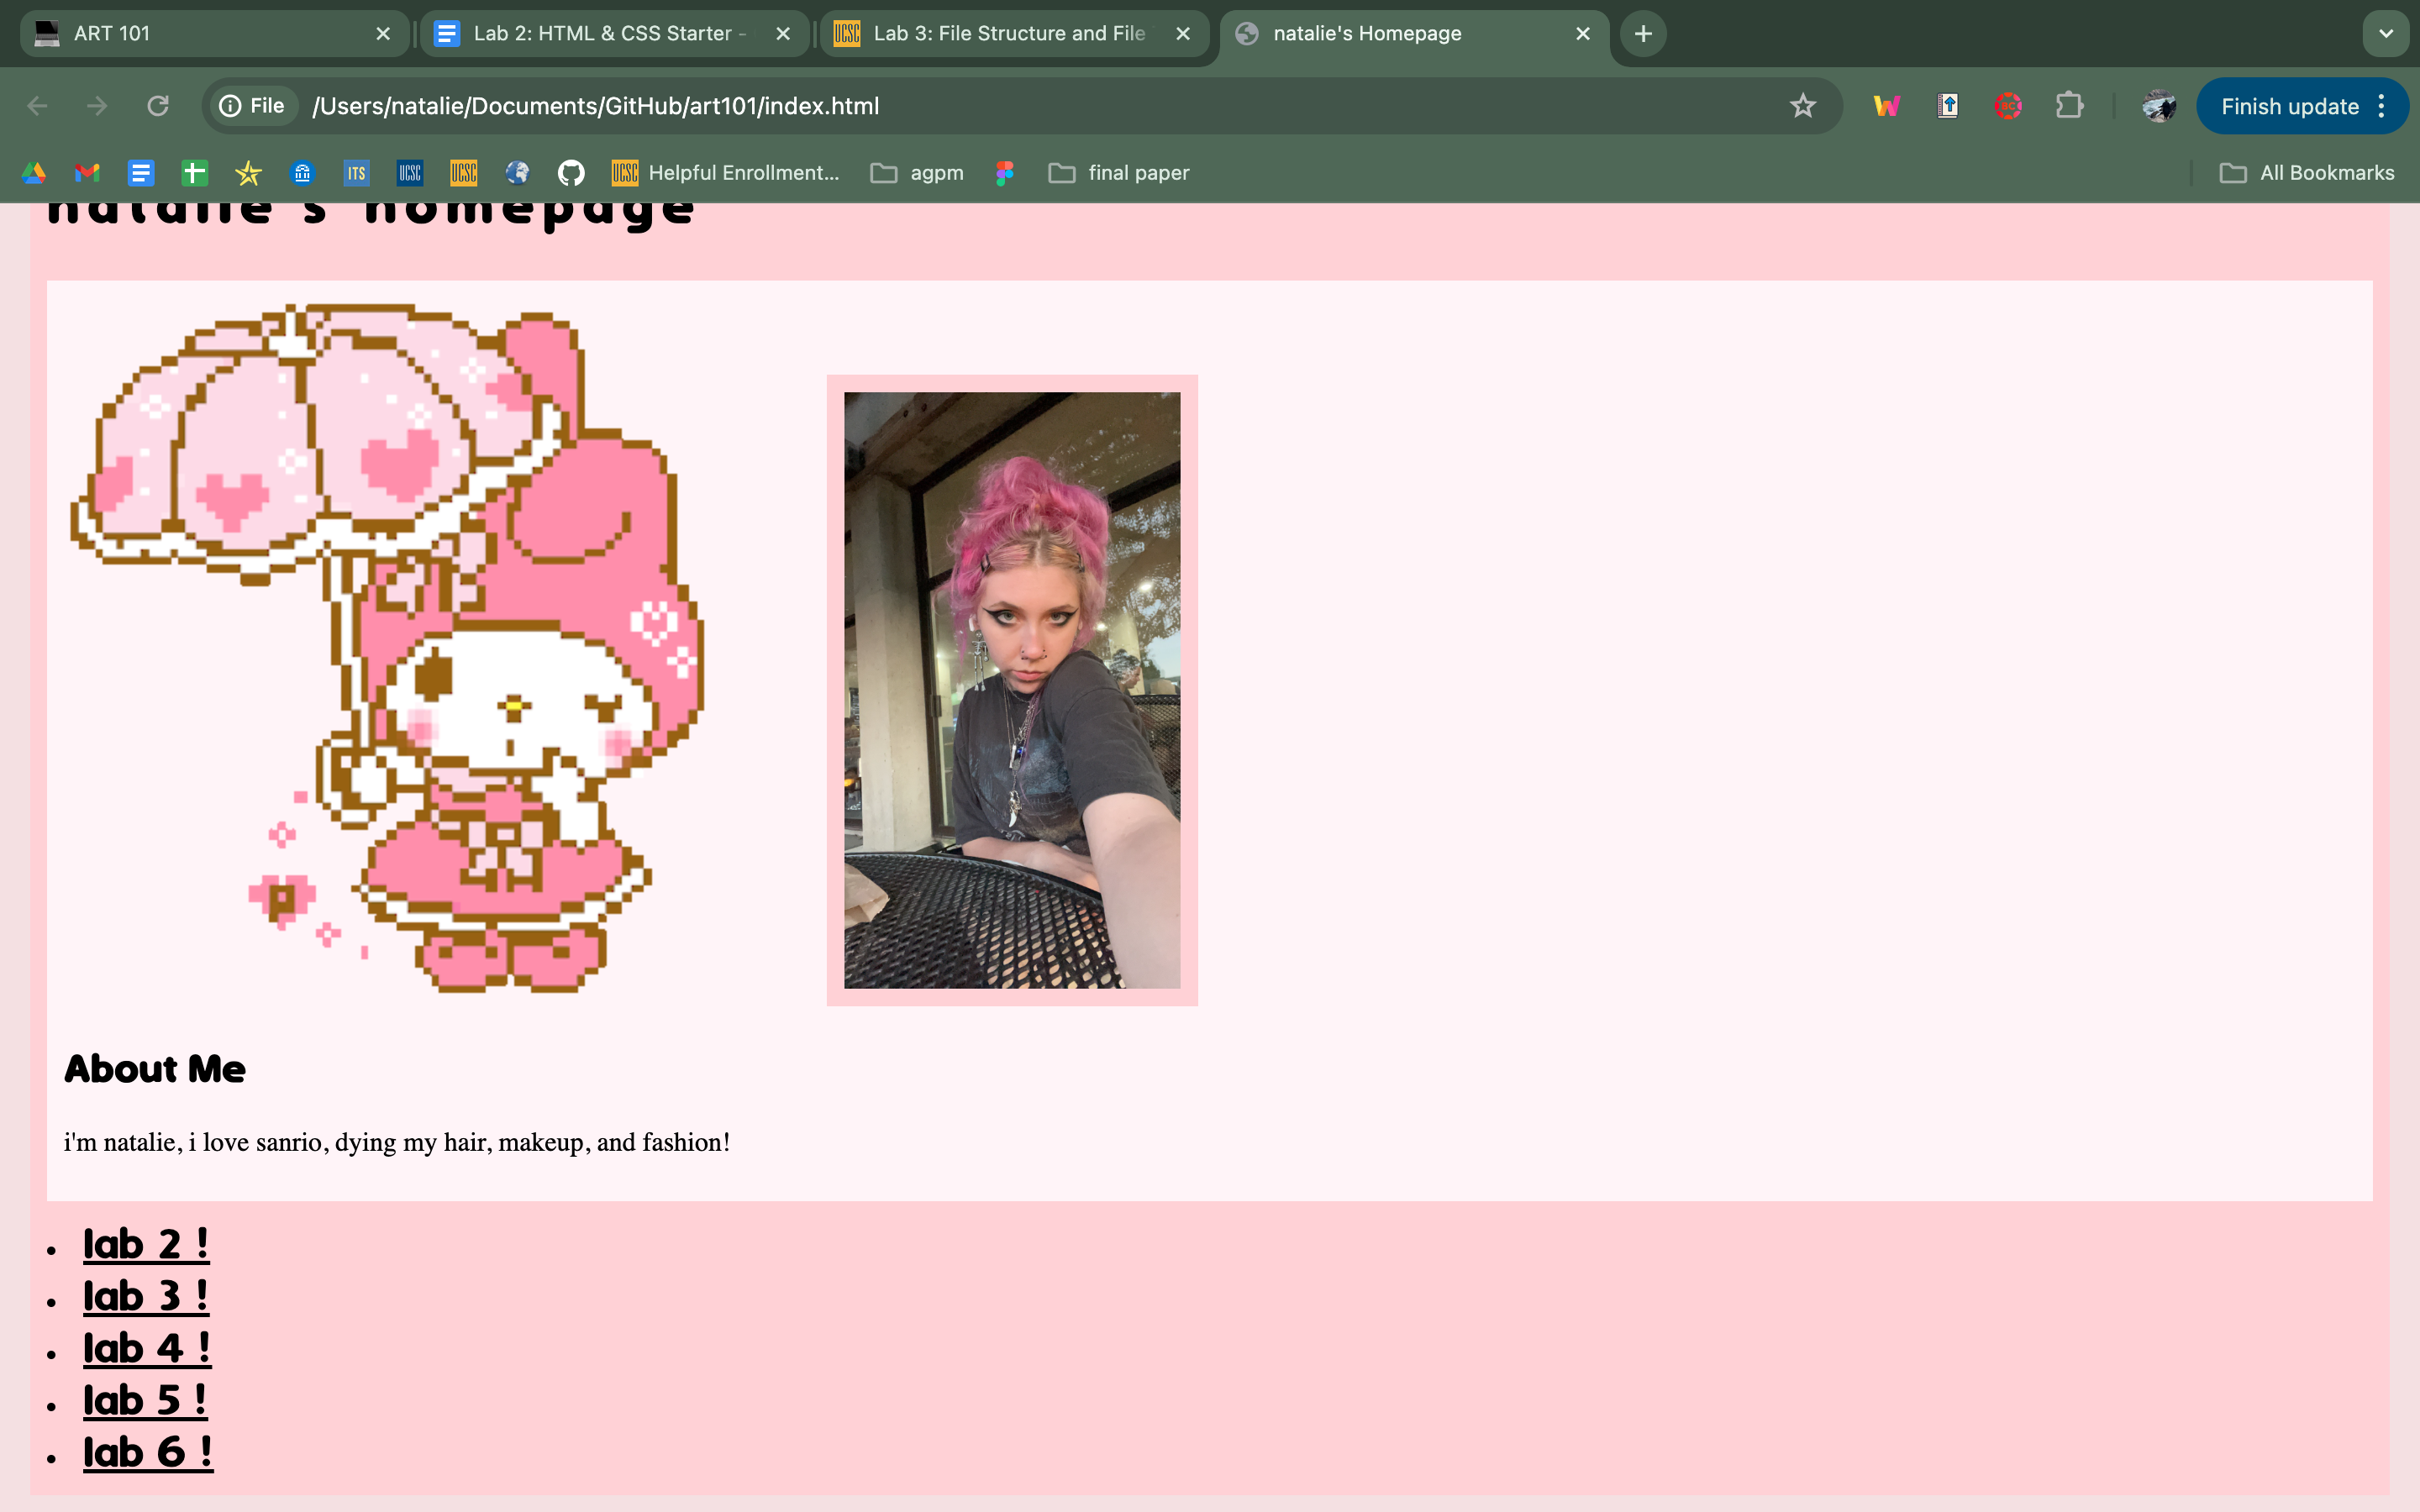 ART 101
Lab 2: HTML & CSS Starter -
UCSC
Lab 3: File Structure and File
natalie's Homepage
File
/Users/natalie/Documents/GitHub/art101/index.html
W
Finish update
ITS
UCSC
UCSC
UCSC
Helpful Enrollment...
agpm
final paper
All Bookmarks
natalie's homepage
About Me
i'm natalie, i love sanrio, dying my hair, makeup, and fashion!
lab 2 !
lab 3 !
lab 4 !
lab 5 !
lab 6 !